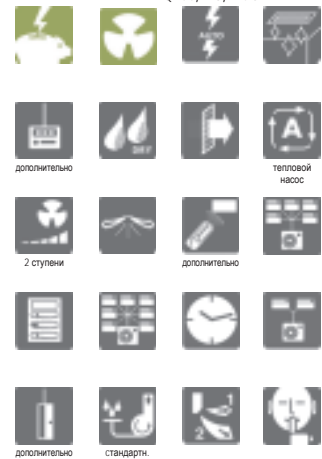 AUTO
дополнительно
DRY
A
тепловой
насос
2 ступени
дополнительно
1
2
дополнительно
стандартн.